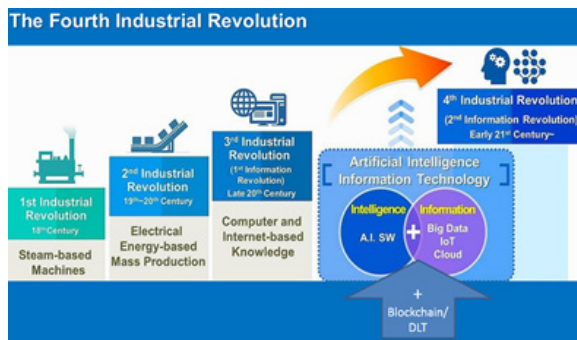 The Fourth Industrial Revolution
1st Industrial
Revolution
18th Century
Steam-based
Machines
2nd Industrial
Revolution
19th~20th Century
Electrical
Energy-based
Mass Production
3rd Industrial
Revolution
(1st Information
Revolution)
Late 20th Century
Computer and
Internet-based
Knowledge
4th Industrial Revolution
(2nd Information Revolution)
Early 21st Century~
Artificial Intelligence
Information Technology
Intelligence
A.I. SW
+
Information
Big Data
IoT
Cloud
+
Blockchain/
DLT